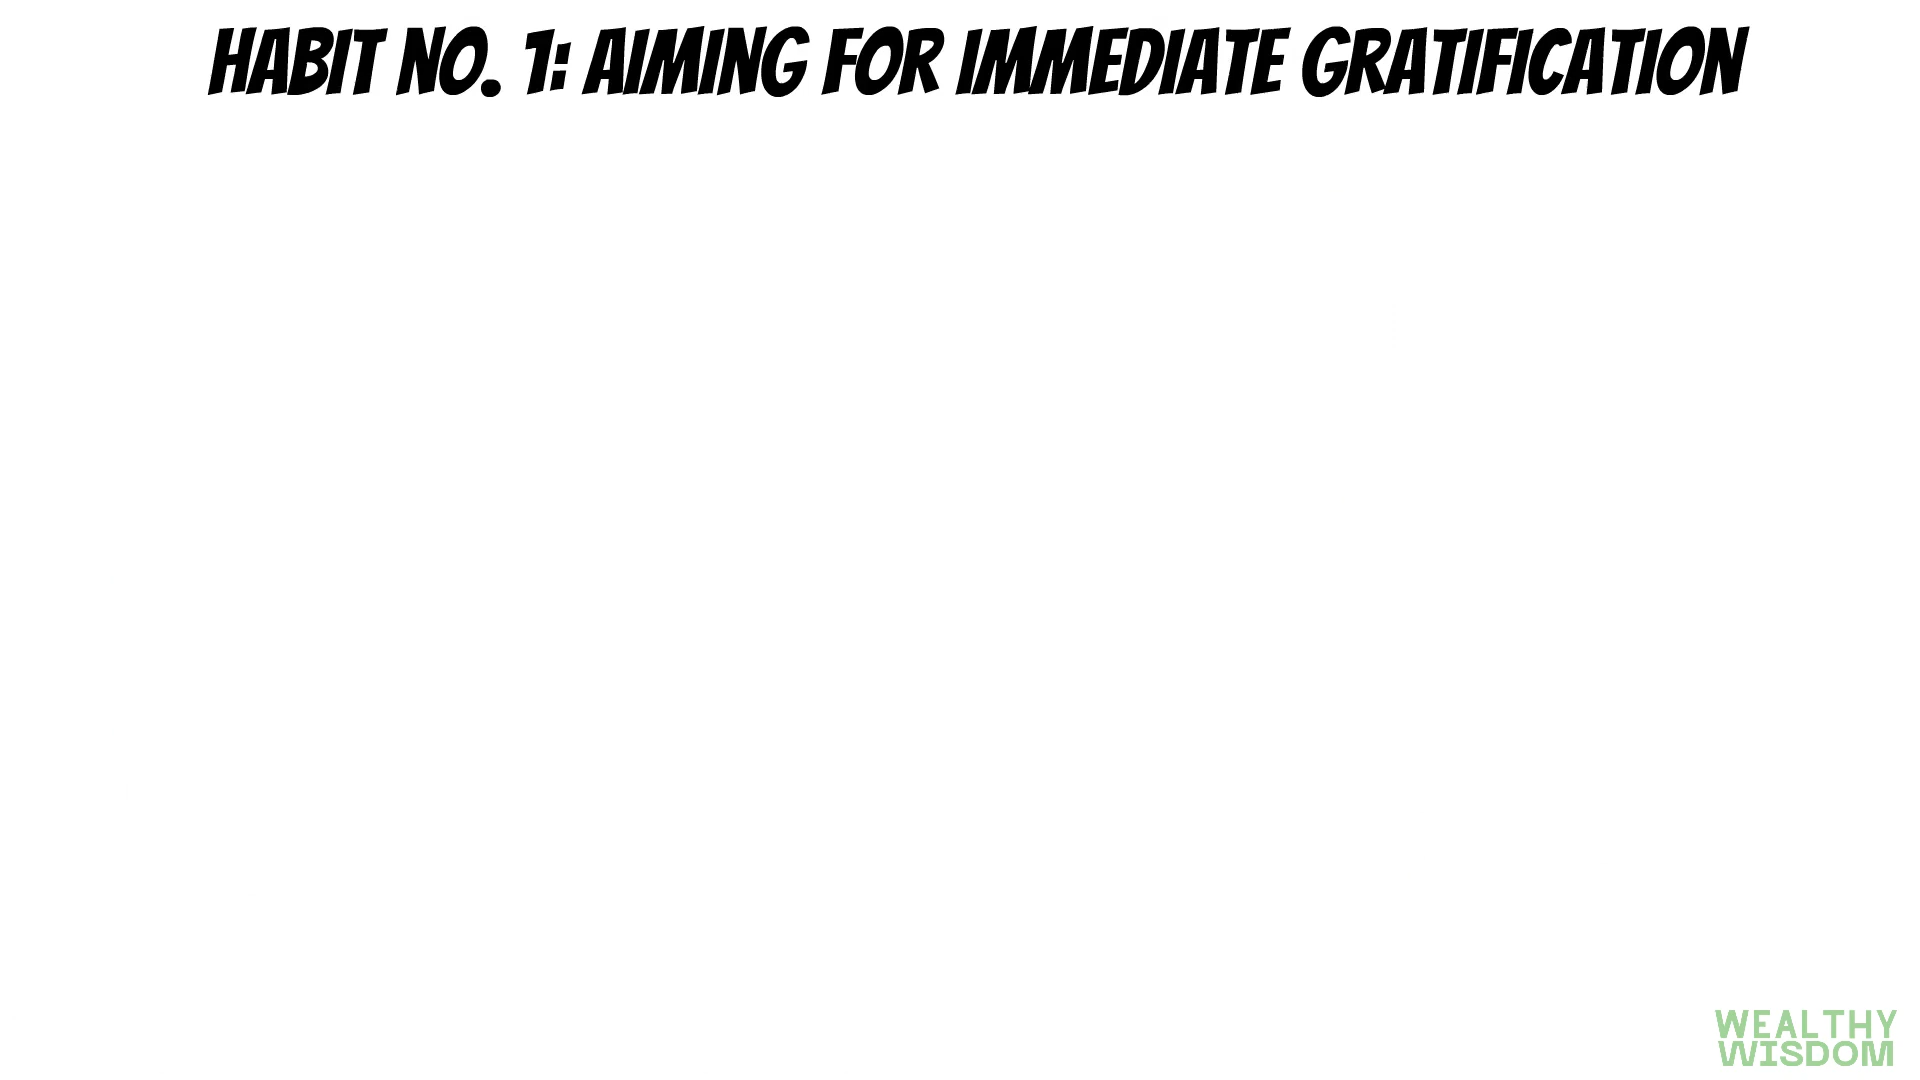 HABIT NO. 1: AIMING FOR IMMEDIATE GRATIFICATION
WEALTHY
WISDOM